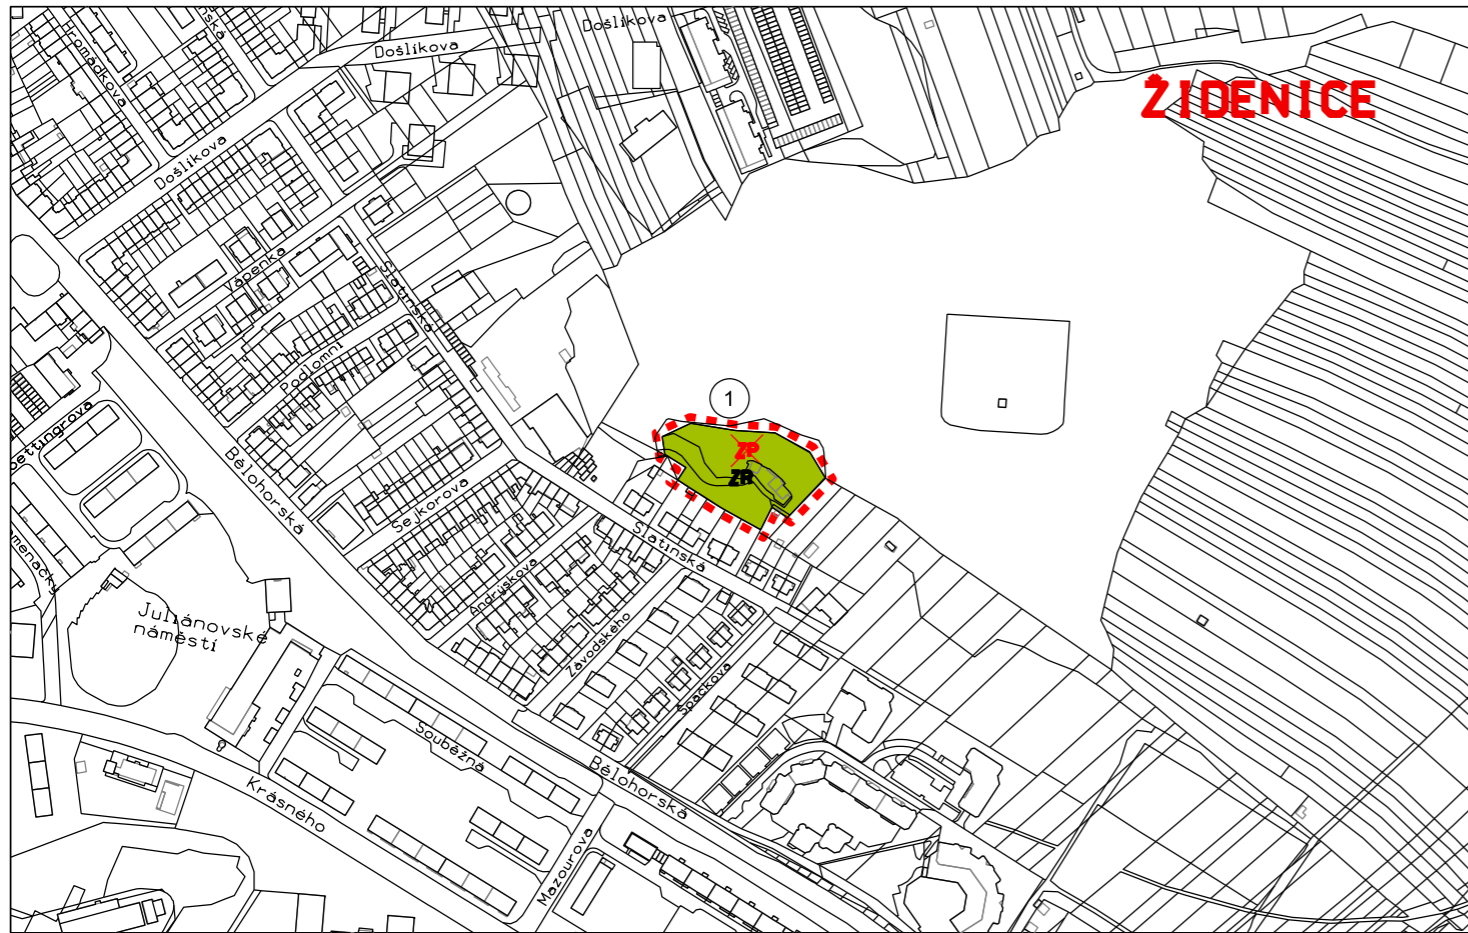 Došlíkova
Došlíkova
ŽIDENICE
Došlíkova
Vápenka
Slatinská
Podlomní
1
ZP
ZR
Bělohorská
Sejkorova
Slatinská
Andrýskova
Juliánovské
náměstí
Závodského
Špačkova
Souběžná
Bělohorská
Krásného
Mazourova